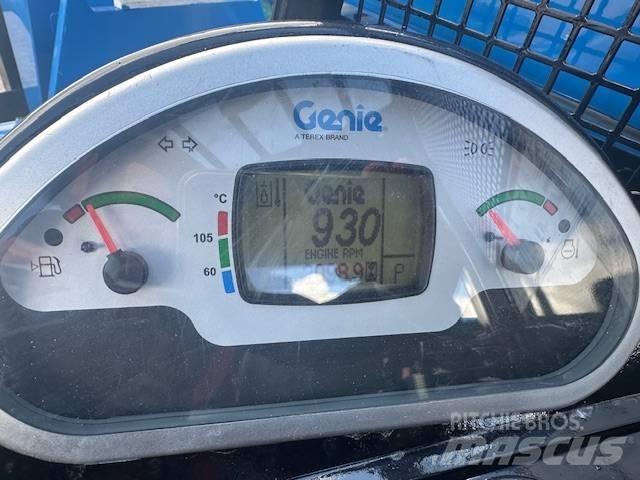 Genie
A TEREX BRAND
°C
105
60
Genie
930
ENGINE RPM
P
RITCHIE BROS.
MASCUS